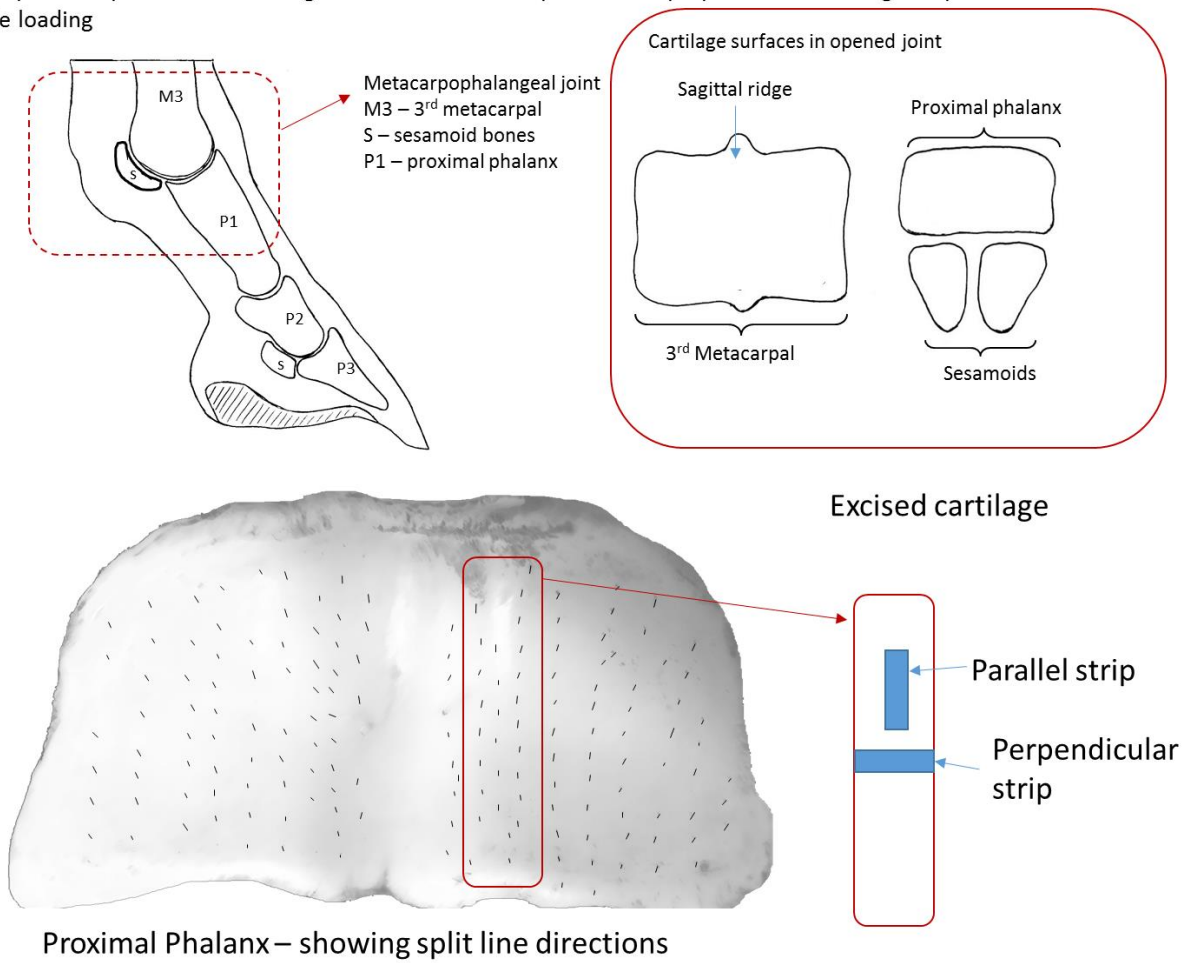 e loading
Metacarpophalangeal joint
M3 – 3rd metacarpal
S – sesamoid bones
P1 – proximal phalanx
M3
S
P1
P2
S
P3
Cartilage surfaces in opened joint
Sagittal ridge
Proximal phalanx
3rd Metacarpal
Sesamoids
Excised cartilage
Parallel strip
Perpendicular
strip
Proximal Phalanx – showing split line directions